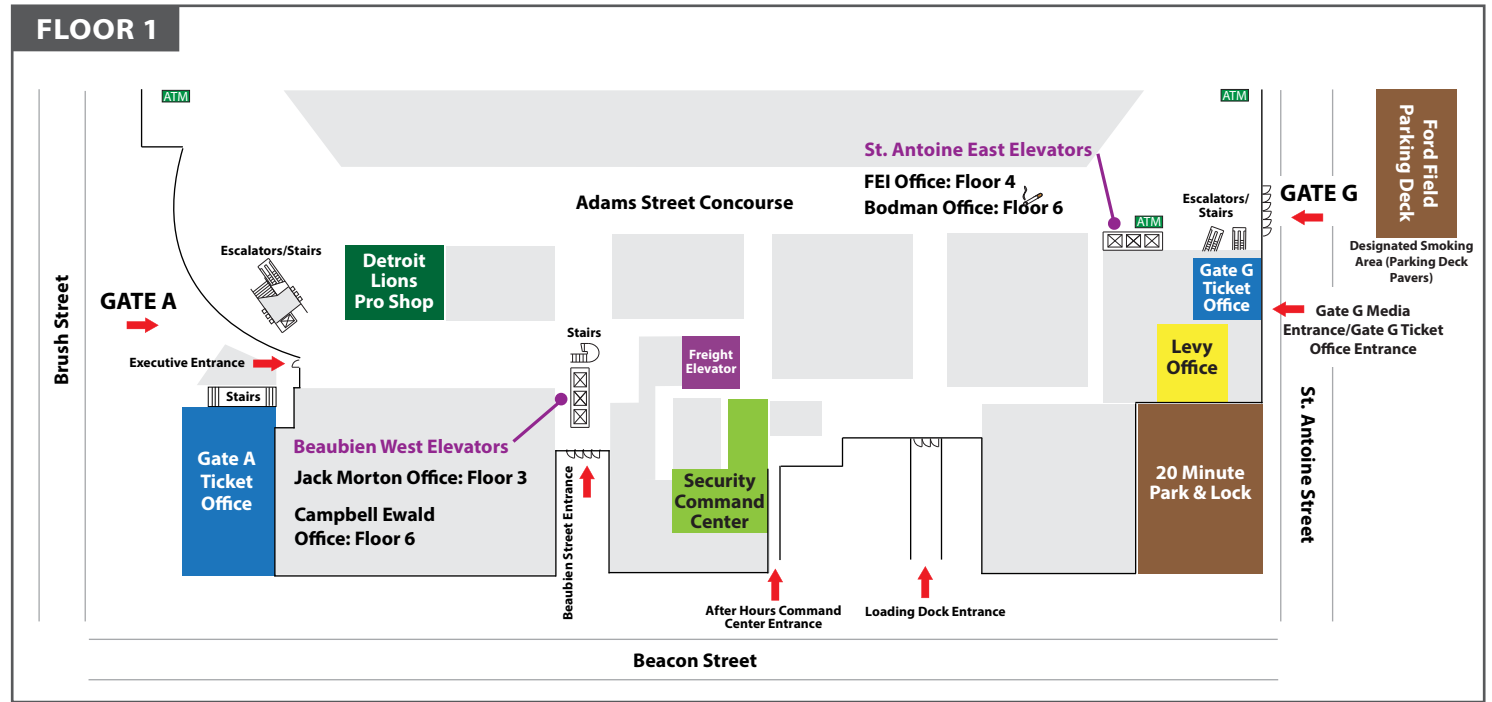 FLOOR 1
ATM
ATM
St. Antoine East Elevators
FEI Office: Floor 4
Bodman Office: Floor 6
Adams Street Concourse
ATM
Escalators/
Stairs
GATE G
Ford Field
Parking Deck
Designated Smoking
Area (Parking Deck
Pavers)
Escalators/Stairs
Detroit
Lions
Pro Shop
Gate G
Ticket
Office
GATE A
Gate G Media
Entrance/Gate G Ticket
Office Entrance
Brush Street
Executive Entrance
Stairs
Freight
Elevator
Levy
Office
Stairs
St. Antoine Street
Beaubien West Elevators
Jack Morton Office: Floor 3
Campbell Ewald
Office: Floor 6
Gate A
Ticket
Office
Beaubien Street Entrance
Security
Command
Center
20 Minute
Park & Lock
After Hours Command
Center Entrance
Loading Dock Entrance
Beacon Street